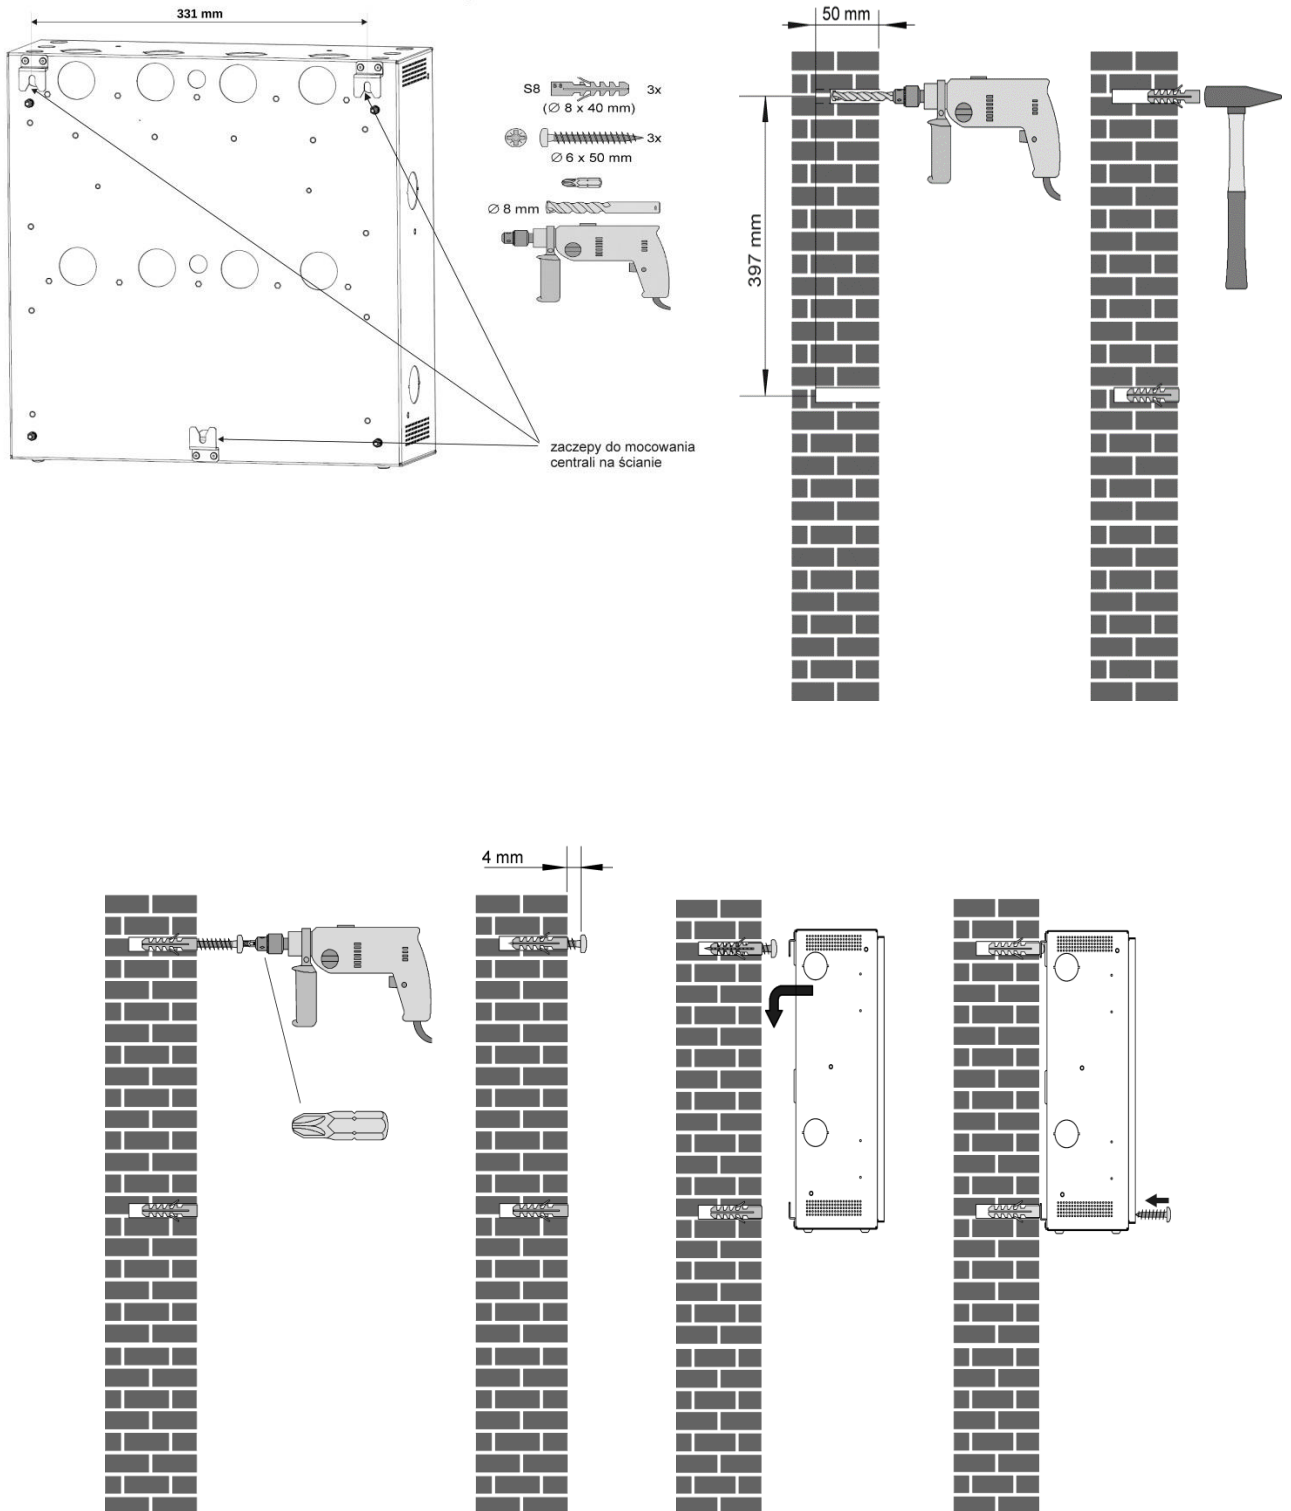 331 mm
S8 3x
(∅ 8 x 40 mm)
3x
∅ 6 x 50 mm
∅ 8 mm
zaczepy do mocowania
centrali na ścianie
50 mm
397 mm
4 mm